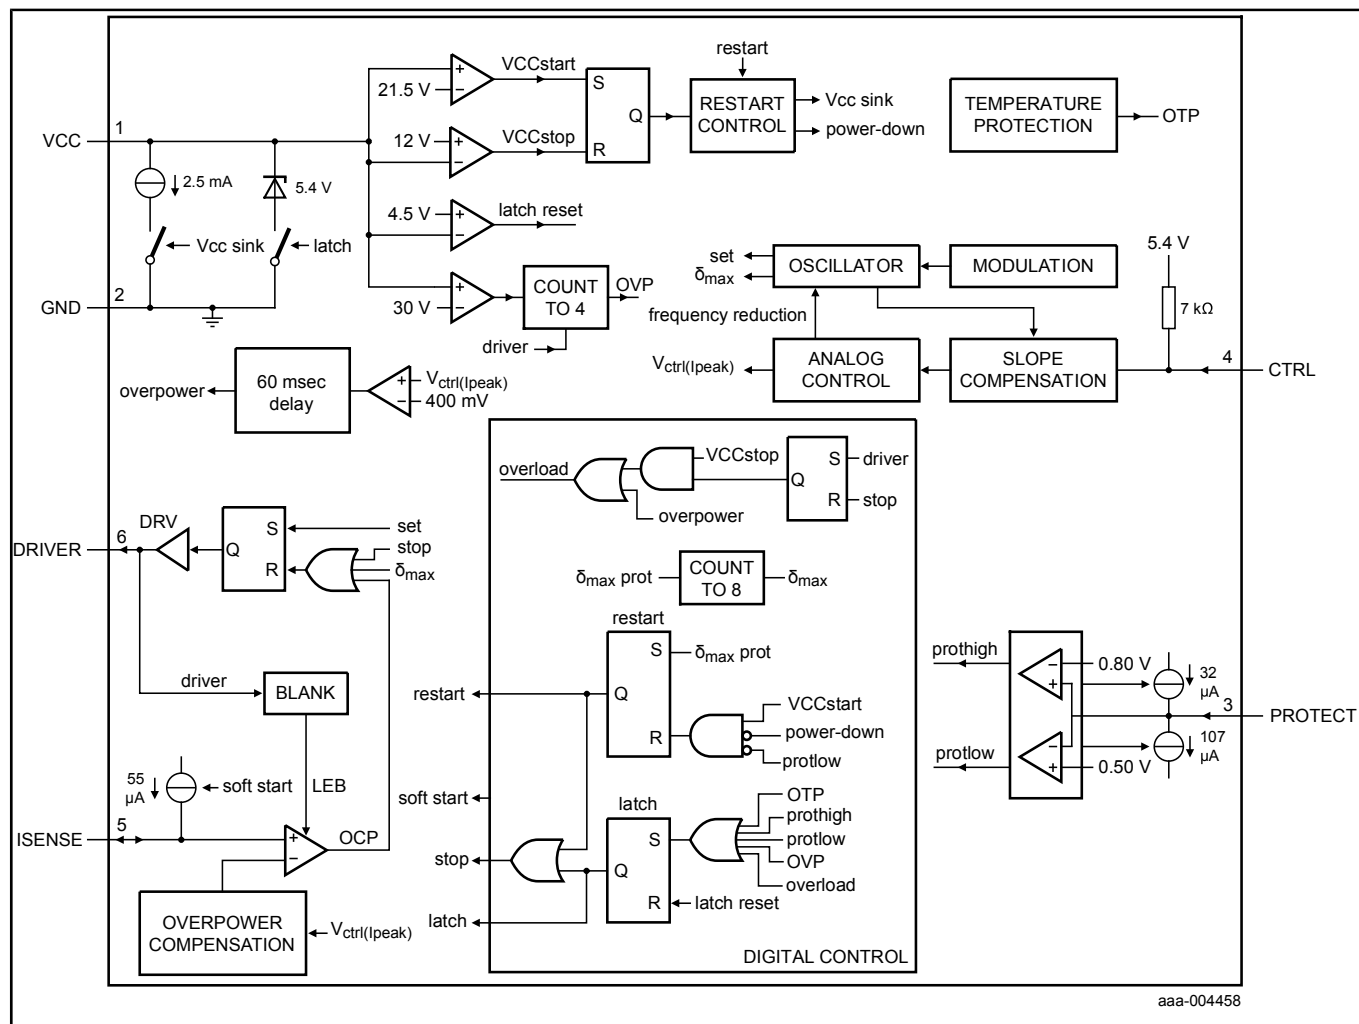 restart
VCCstart
21.5 V
S
Q
R
RESTART
CONTROL
Vcc sink
power-down
TEMPERATURE
PROTECTION
OTP
VCC
1
12 V
VCCstop
2.5 mA
5.4 V
4.5 V
latch reset
Vcc sink
latch
GND
2
30 V
COUNT
TO 4
OVP
driver
set
δmax
OSCILLATOR
MODULATION
5.4 V
7 kΩ
frequency reduction
Vctrl(Ipeak)
ANALOG
CONTROL
SLOPE
COMPENSATION
4
CTRL
overpower
60 msec
delay
Vctrl(Ipeak)
400 mV
overload
VCCstop
S
Q
R
driver
stop
overpower
DRIVER
6
DRV
Q
S
R
set
stop
δmax
δmax prot
COUNT
TO 8
δmax
driver
BLANK
restart
restart
S
Q
R
δmax prot
VCCstart
power-down
protlow
prothigh
0.80 V
32
µA
3
PROTECT
protlow
0.50 V
107
µA
55
µA
soft start
LEB
ISENSE
5
OCP
soft start
stop
latch
latch
S
Q
R
OTP
prothigh
protlow
OVP
overload
latch reset
OVERPOWER
COMPENSATION
Vctrl(Ipeak)
DIGITAL CONTROL
aaa-004458